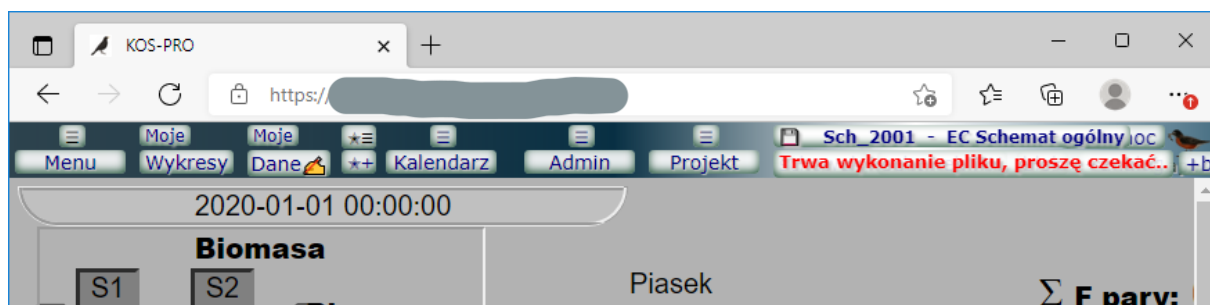 KOS-PRO
https://
Moje Moje Sch_2001 - EC Schemat ogólny
Menu Wykresy Dane Kalendarz Admin Projekt Trwa wykonanie pliku, proszę czekać..
2020-01-01 00:00:00
Biomasa
S1 S2 Piasek
Σ F pary: